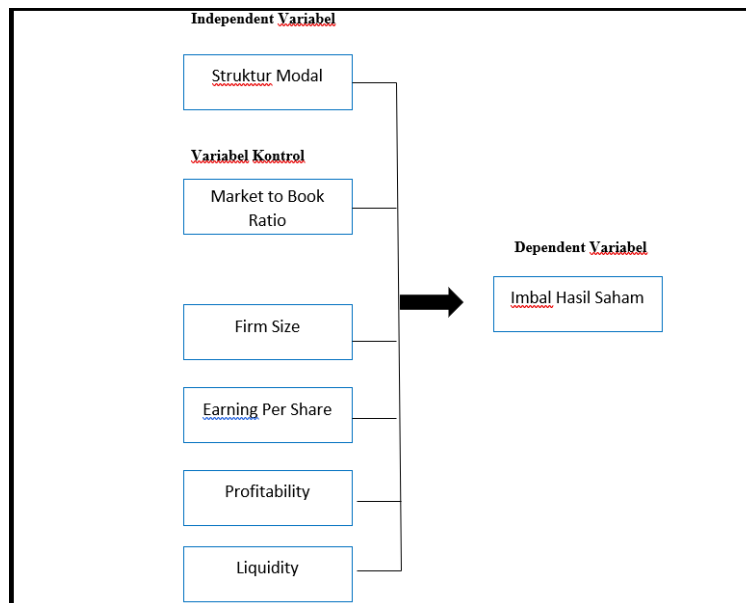 Independent Variabel
Struktur Modal
Variabel Kontrol
Market to Book
Ratio
Dependent Variabel
Imbal Hasil Saham
Firm Size
Earning Per Share
Profitability
Liquidity